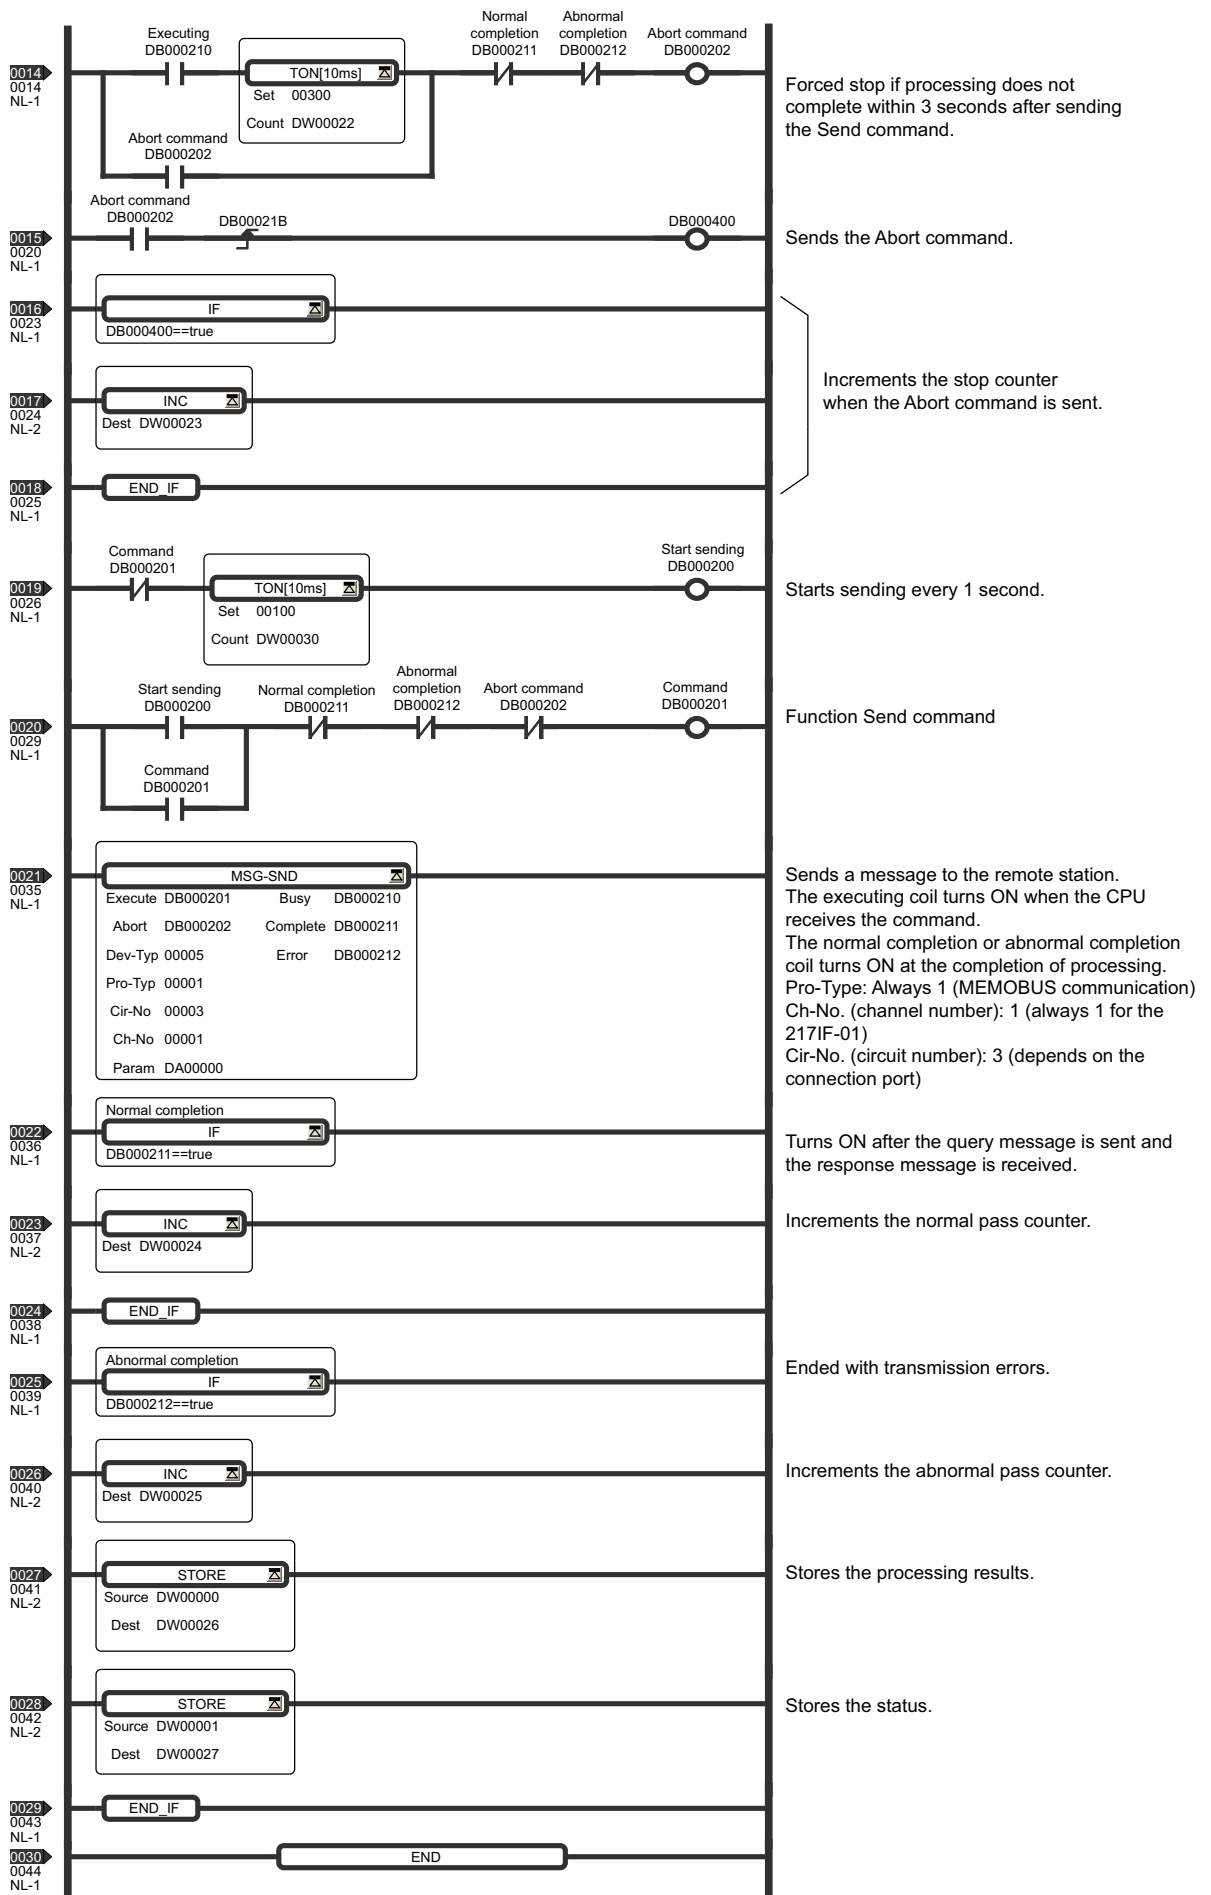 Executing
DB000210
Normal
completion
DB000211
Abnormal
completion
DB000212
Abort command
DB000202
0014
0014
NL-1
TON[10ms]
Set 00300
Count DW00022
Abort command
DB000202
Forced stop if processing does not
complete within 3 seconds after sending
the Send command.
Abort command
DB000202
DB00021B
DB000400
0015
0020
NL-1
Sends the Abort command.
0016
0023
NL-1
IF
DB000400==true
0017
0024
NL-2
INC
Dest DW00023
Increments the stop counter
when the Abort command is sent.
0018
0025
NL-1
END_IF
Command
DB000201
Start sending
DB000200
0019
0026
NL-1
TON[10ms]
Set 00100
Count DW00030
Starts sending every 1 second.
Start sending
DB000200
Normal completion
DB000211
Abnormal
completion
DB000212
Abort command
DB000202
Command
DB000201
0020
0029
NL-1
Command
DB000201
Function Send command
0021
0035
NL-1
MSG-SND
Execute DB000201 Busy DB000210
Abort DB000202 Complete DB000211
Dev-Typ 00005 Error DB000212
Pro-Typ 00001
Cir-No 00003
Ch-No 00001
Param DA00000
Sends a message to the remote station.
The executing coil turns ON when the CPU
receives the command.
The normal completion or abnormal completion
coil turns ON at the completion of processing.
Pro-Type: Always 1 (MEMOBUS communication)
Ch-No. (channel number): 1 (always 1 for the
217IF-01)
Cir-No. (circuit number): 3 (depends on the
connection port)
Normal completion
0022
0036
NL-1
IF
DB000211==true
Turns ON after the query message is sent and
the response message is received.
0023
0037
NL-2
INC
Dest DW00024
Increments the normal pass counter.
0024
0038
NL-1
END_IF
Abnormal completion
0025
0039
NL-1
IF
DB000212==true
Ended with transmission errors.
0026
0040
NL-2
INC
Dest DW00025
Increments the abnormal pass counter.
0027
0041
NL-2
STORE
Source DW00000
Dest DW00026
Stores the processing results.
0028
0042
NL-2
STORE
Source DW00001
Dest DW00027
Stores the status.
0029
0043
NL-1
END_IF
0030
0044
NL-1
END